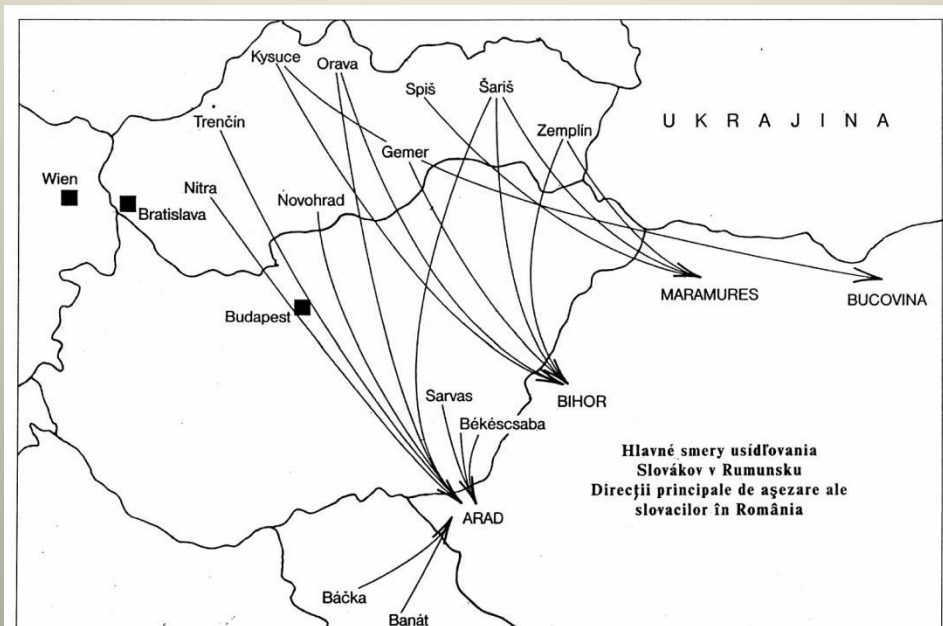 Kysuce
Orava
Spiš
Šariš
Trenčín
Zemplín
UKRAJINA
Gemer
Wien
Nitra
Novohrad
Bratislava
MARAMURES
BUCOVINA
Budapest
Sarvas
BIHOR
Békéscsaba
Hlavné smery usídľovania
Slovákov v Rumunsku
Direcţii principale de aşezare ale
slovacilor în România
ARAD
Báčka
Banát